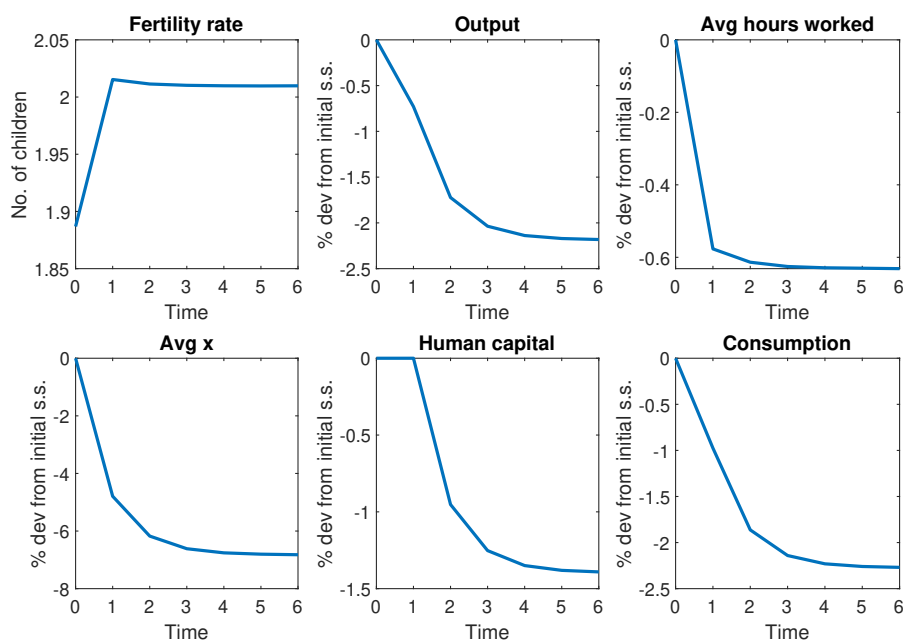 Fertility rate
No. of children
2.05
2
1.95
1.9
1.85
0 1 2 3 4 5 6
Time
Output
% dev from initial s.s.
0
-0.5
-1
-1.5
-2
-2.5
0 1 2 3 4 5 6
Time
Avg hours worked
% dev from initial s.s.
0
-0.2
-0.4
-0.6
0 1 2 3 4 5 6
Time
Avg x
% dev from initial s.s.
0
-2
-4
-6
-8
0 1 2 3 4 5 6
Time
Human capital
% dev from initial s.s.
0
-0.5
-1
-1.5
0 1 2 3 4 5 6
Time
Consumption
% dev from initial s.s.
0
-0.5
-1
-1.5
-2
-2.5
0 1 2 3 4 5 6
Time